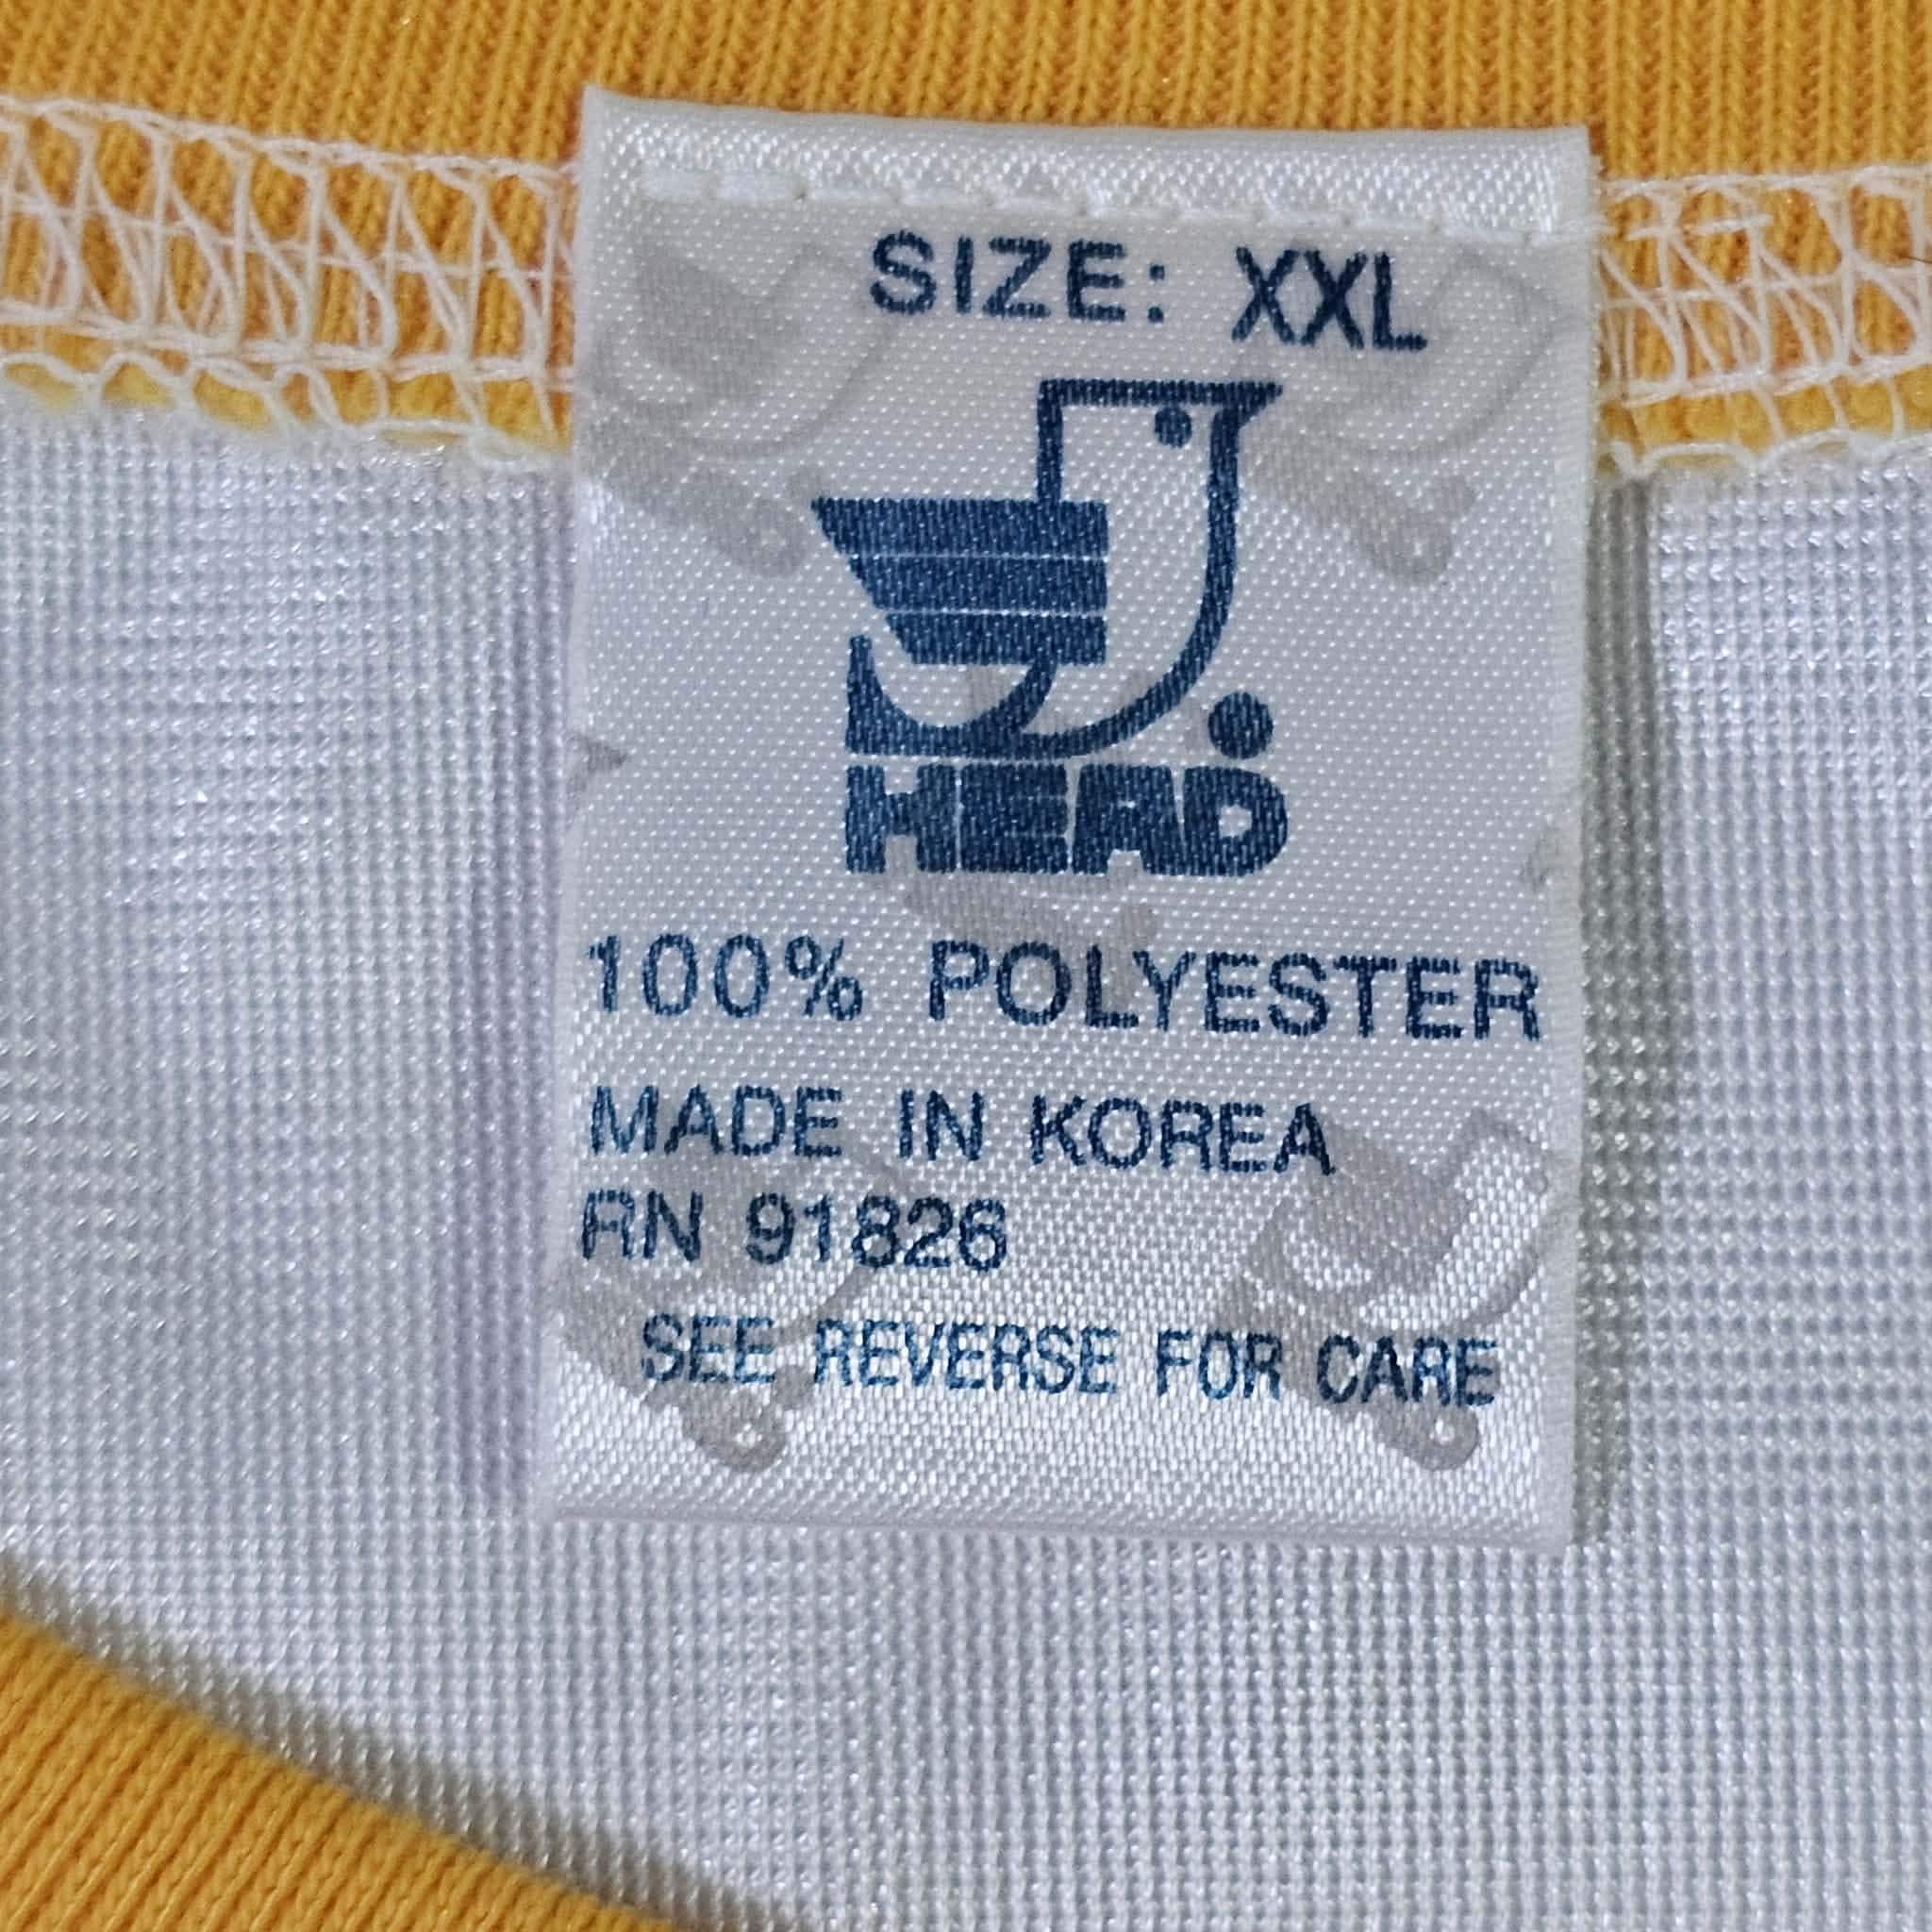 SIZE: XXL
HEAD
100% POLYESTER
MADE IN KOREA
RN 91826
SEE REVERSE FOR CARE